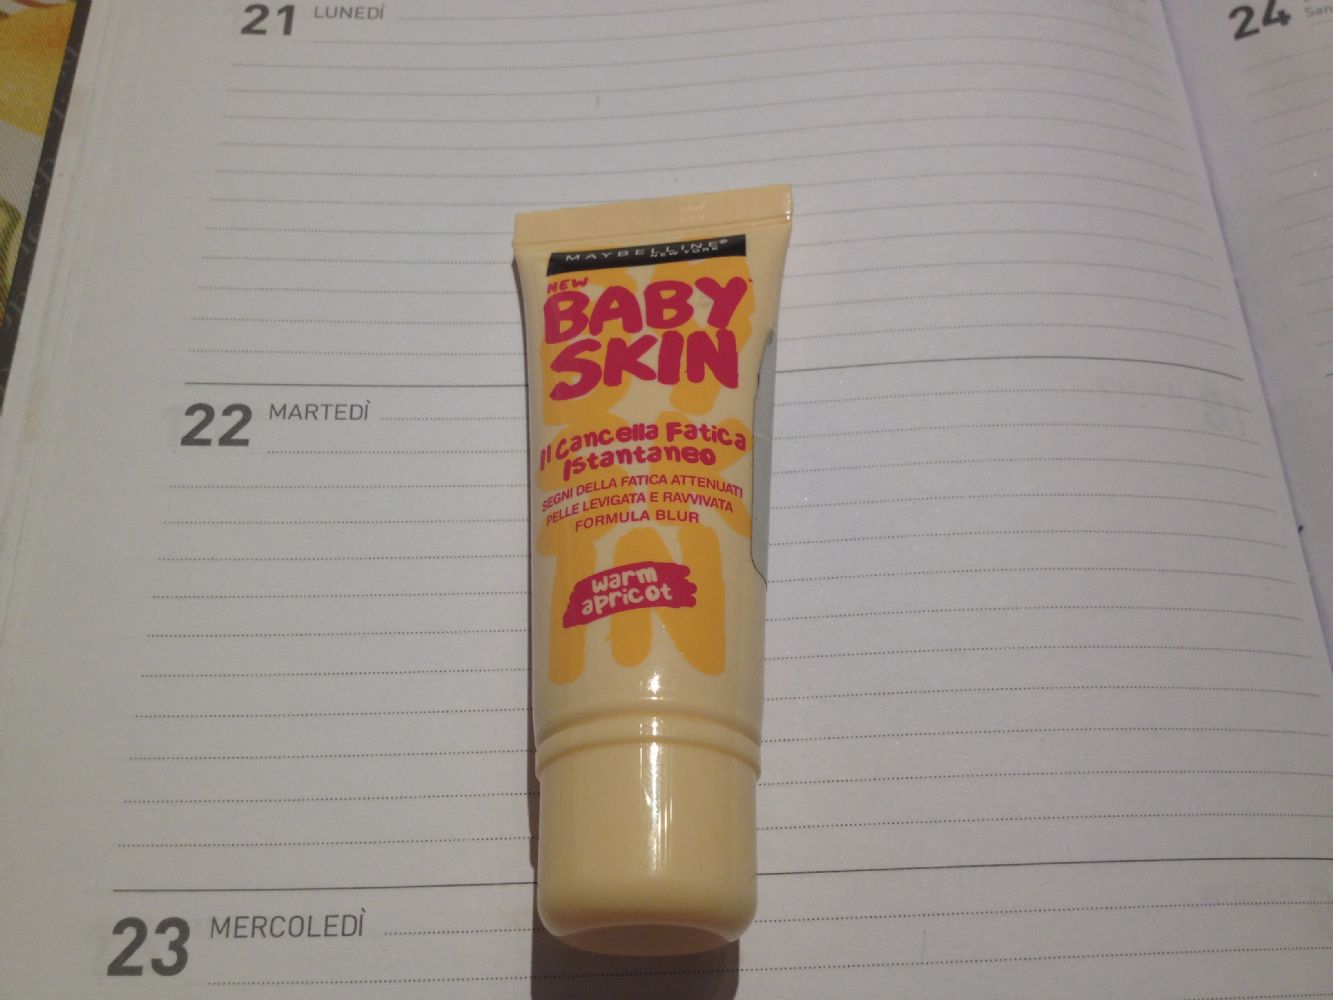 21 LUNEDÌ
24
San
MAYBELLINE®
NEW YORK
NEW
BABY
SKIN
Il Cancella Fatica
Istantaneo
SEGNI DELLA FATICA ATTENUATI
PELLE LEVIGATA E RAVVIVATA
FORMULA BLUR
warm
apricot
22 MARTEDÌ
23 MERCOLEDÌ